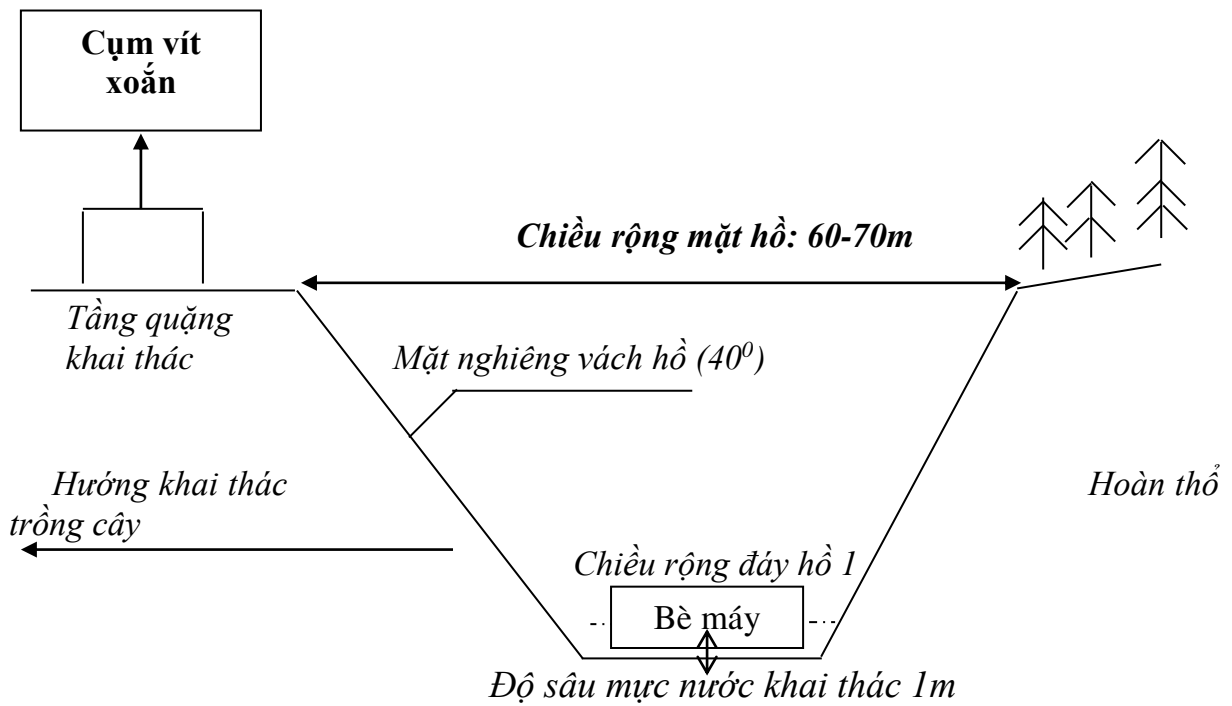 Cụm vít
xoắn
Chiều rộng mặt hồ: 60-70m
Tầng quặng
khai thác
Mặt nghiêng vách hồ (40⁰)
Hướng khai thác Hoàn thổ
trồng cây
Chiều rộng đáy hồ 1
Bè máy
Độ sâu mực nước khai thác 1m